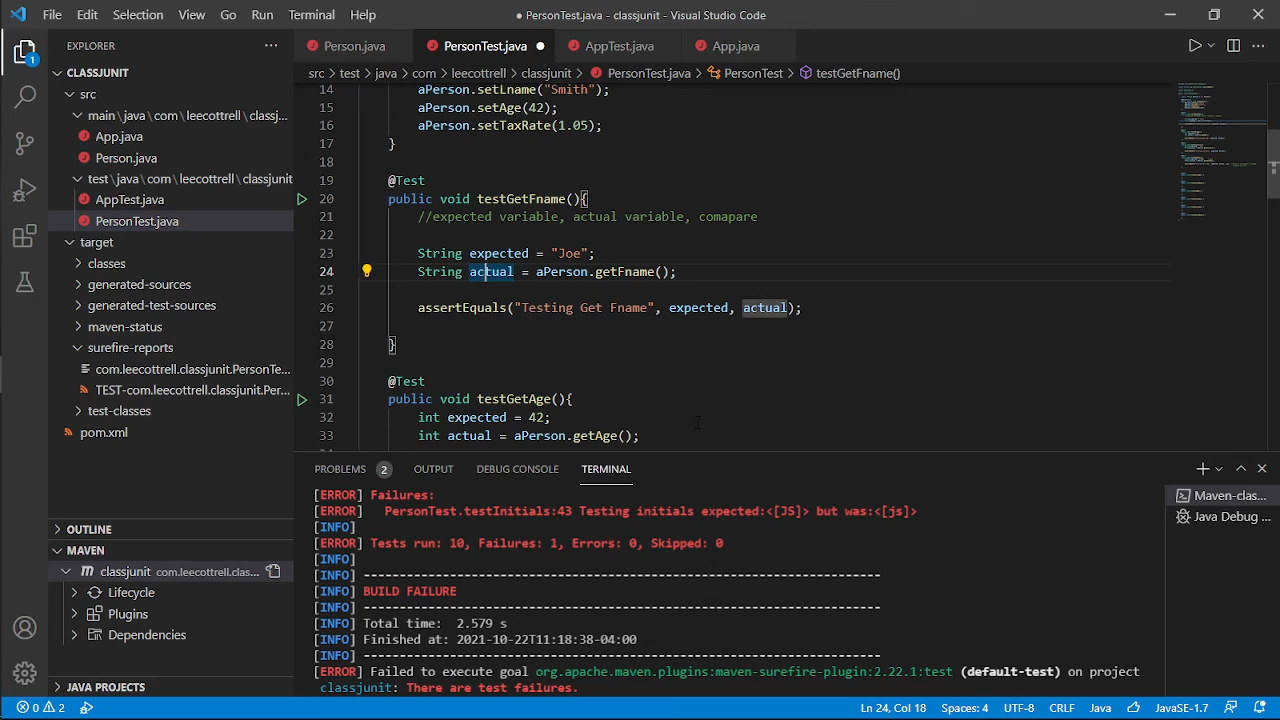 File Edit Selection View Go Run Terminal Help
● PersonTest.java - classjunit - Visual Studio Code
EXPLORER
1
CLASSJUNIT
src
main\java\com\leecottrell\classj...
App.java
Person.java
test\java\com\leecottrell\classjunit
AppTest.java
PersonTest.java
target
classes
generated-sources
generated-test-sources
maven-status
surefire-reports
com.leecottrell.classjunit.PersonTe...
TEST-com.leecottrell.classjunit.Per...
test-classes
pom.xml
OUTLINE
MAVEN
classjunit com.leecottrell.clas...
Lifecycle
Plugins
Dependencies
JAVA PROJECTS
Person.java PersonTest.java ● AppTest.java App.java
src > test > java > com > leecottrell > classjunit > PersonTest.java > PersonTest > testGetFname()
14 aPerson.setLname("Smith");
15 aPerson.setAge(42);
16 aPerson.setTaxRate(1.05);
17 }
18
19 @Test
20 public void testGetFname(){
21 //expected variable, actual variable, comapare
22
23 String expected = "Joe";
24 String actual = aPerson.getFname();
25
26 assertEquals("Testing Get Fname", expected, actual);
27
28 }
29
30 @Test
31 public void testGetAge(){
32 int expected = 42;
33 int actual = aPerson.getAge();
PROBLEMS 2 OUTPUT DEBUG CONSOLE TERMINAL
[ERROR] Failures:
[ERROR] PersonTest.testInitials:43 Testing initials expected:<[JS]> but was:<[js]>
[INFO]
[ERROR] Tests run: 10, Failures: 1, Errors: 0, Skipped: 0
[INFO]
[INFO] ------------------------------------------------------------------------
[INFO] BUILD FAILURE
[INFO] ------------------------------------------------------------------------
[INFO] Total time: 2.579 s
[INFO] Finished at: 2021-10-22T11:18:38-04:00
[INFO] ------------------------------------------------------------------------
[ERROR] Failed to execute goal org.apache.maven.plugins:maven-surefire-plugin:2.22.1:test (default-test) on project
classjunit: There are test failures.
Maven-clas...
Java Debug ...
0 2
Ln 24, Col 18 Spaces: 4 UTF-8 CRLF Java JavaSE-1.7